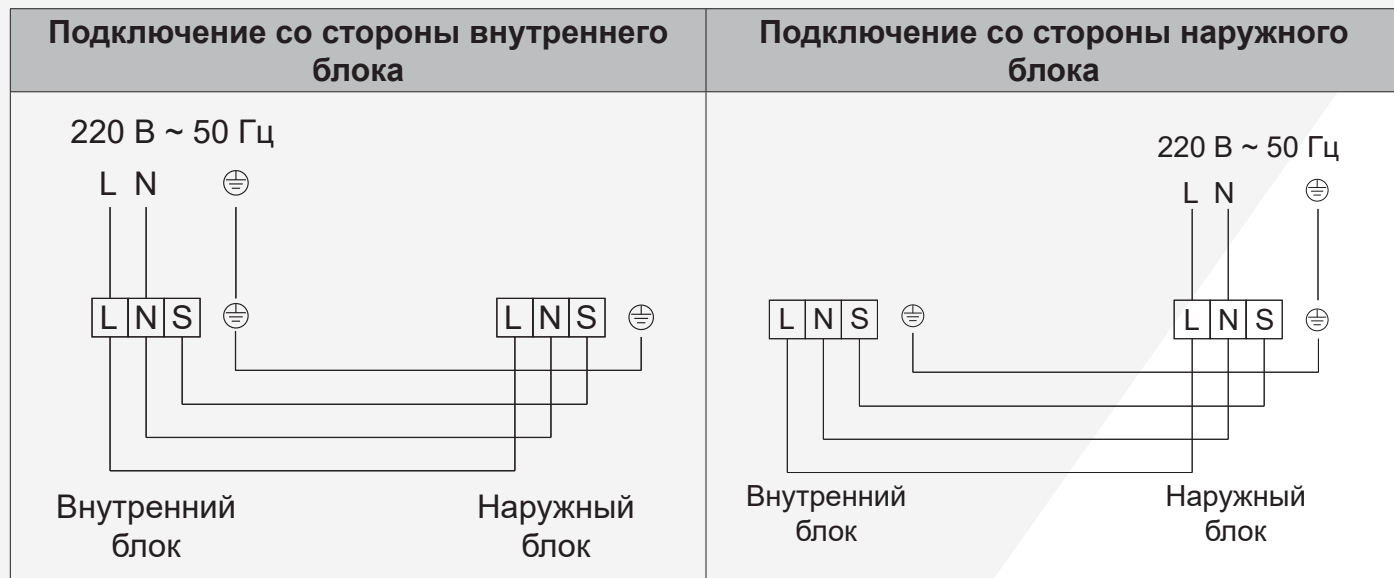 Подключение со стороны внутреннего
блока
Подключение со стороны наружного
блока
220 В ~ 50 Гц
L N
L N S
L N S
Внутренний
блок
Наружный
блок
220 В ~ 50 Гц
L N
L N S
L N S
Внутренний
блок
Наружный
блок